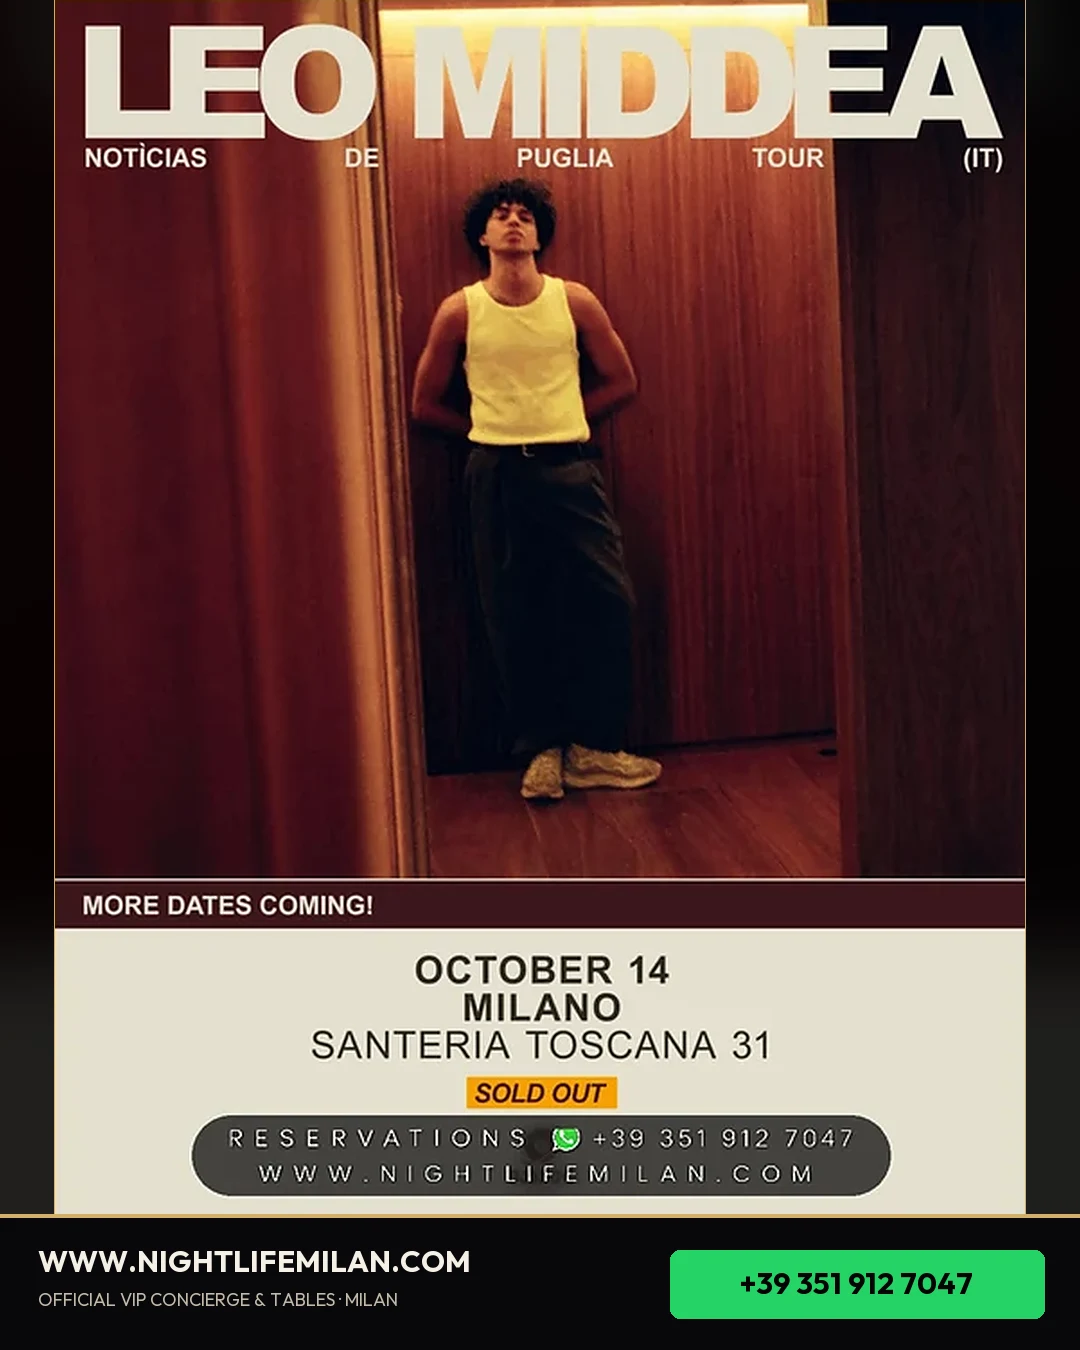 LEO MIDDEA
NOTÌCIAS DE PUGLIA TOUR (IT)
MORE DATES COMING!
OCTOBER 14
MILANO
SANTERIA TOSCANA 31
SOLD OUT
RESERVATIONS +39 351 912 7047
WWW.NIGHTLIFEMILAN.COM
WWW.NIGHTLIFEMILAN.COM
+39 351 912 7047
OFFICIAL VIP CONCIERGE & TABLES · MILAN